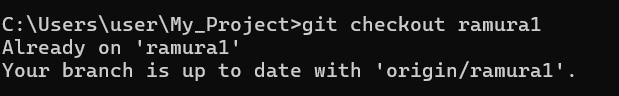 C:\Users\user\My_Project>git checkout ramura1
Already on 'ramura1'
Your branch is up to date with 'origin/ramura1'.